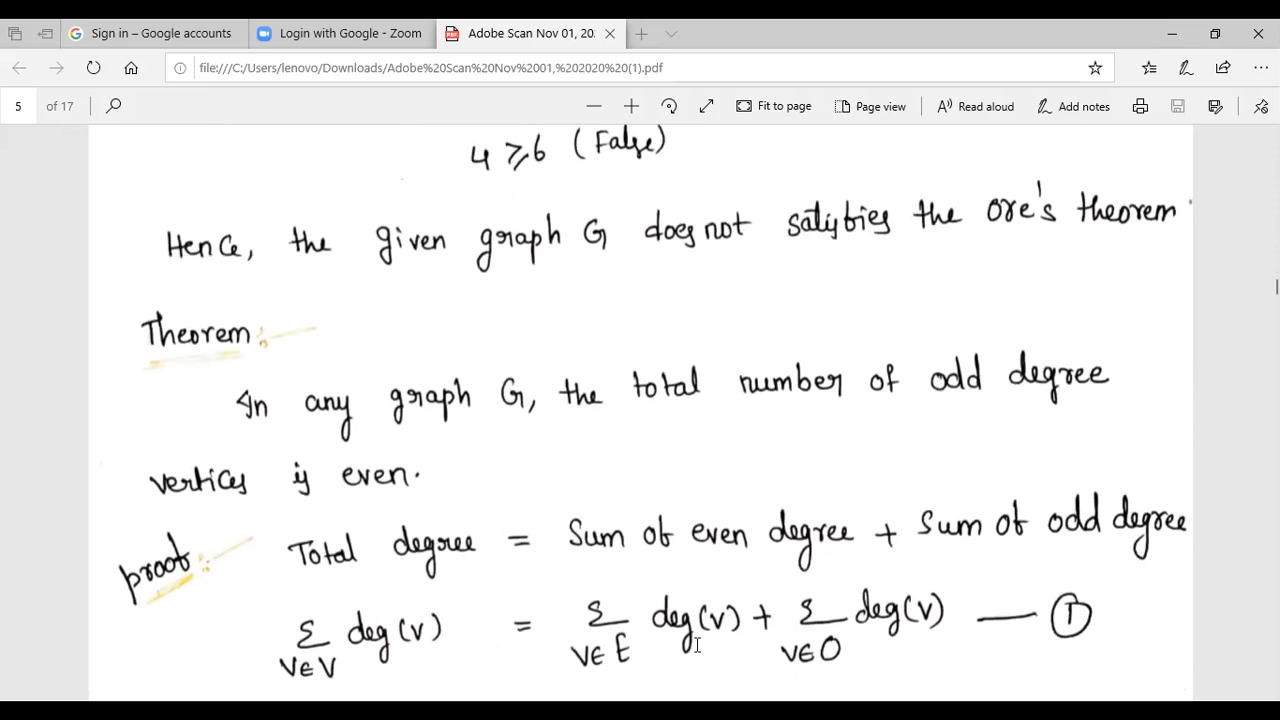 Sign in – Google accounts
Login with Google - Zoom
Adobe Scan Nov 01, 202
file:///C:/Users/lenovo/Downloads/Adobe%20Scan%20Nov%2001,%202020%20(1).pdf
5 of 17
Fit to page
Page view
Read aloud
Add notes
4 ⩾ 6 (False)
Hence, the given graph G does not satisfies the ore's theorem
Theorem:-
In any graph G, the total number of odd degree
vertices is even.
proof:- Total degree = Sum of even degree + Sum of odd degree
Σ deg(v) = Σ deg(v) + Σ deg(v) — ①
v∈V v∈E v∈O